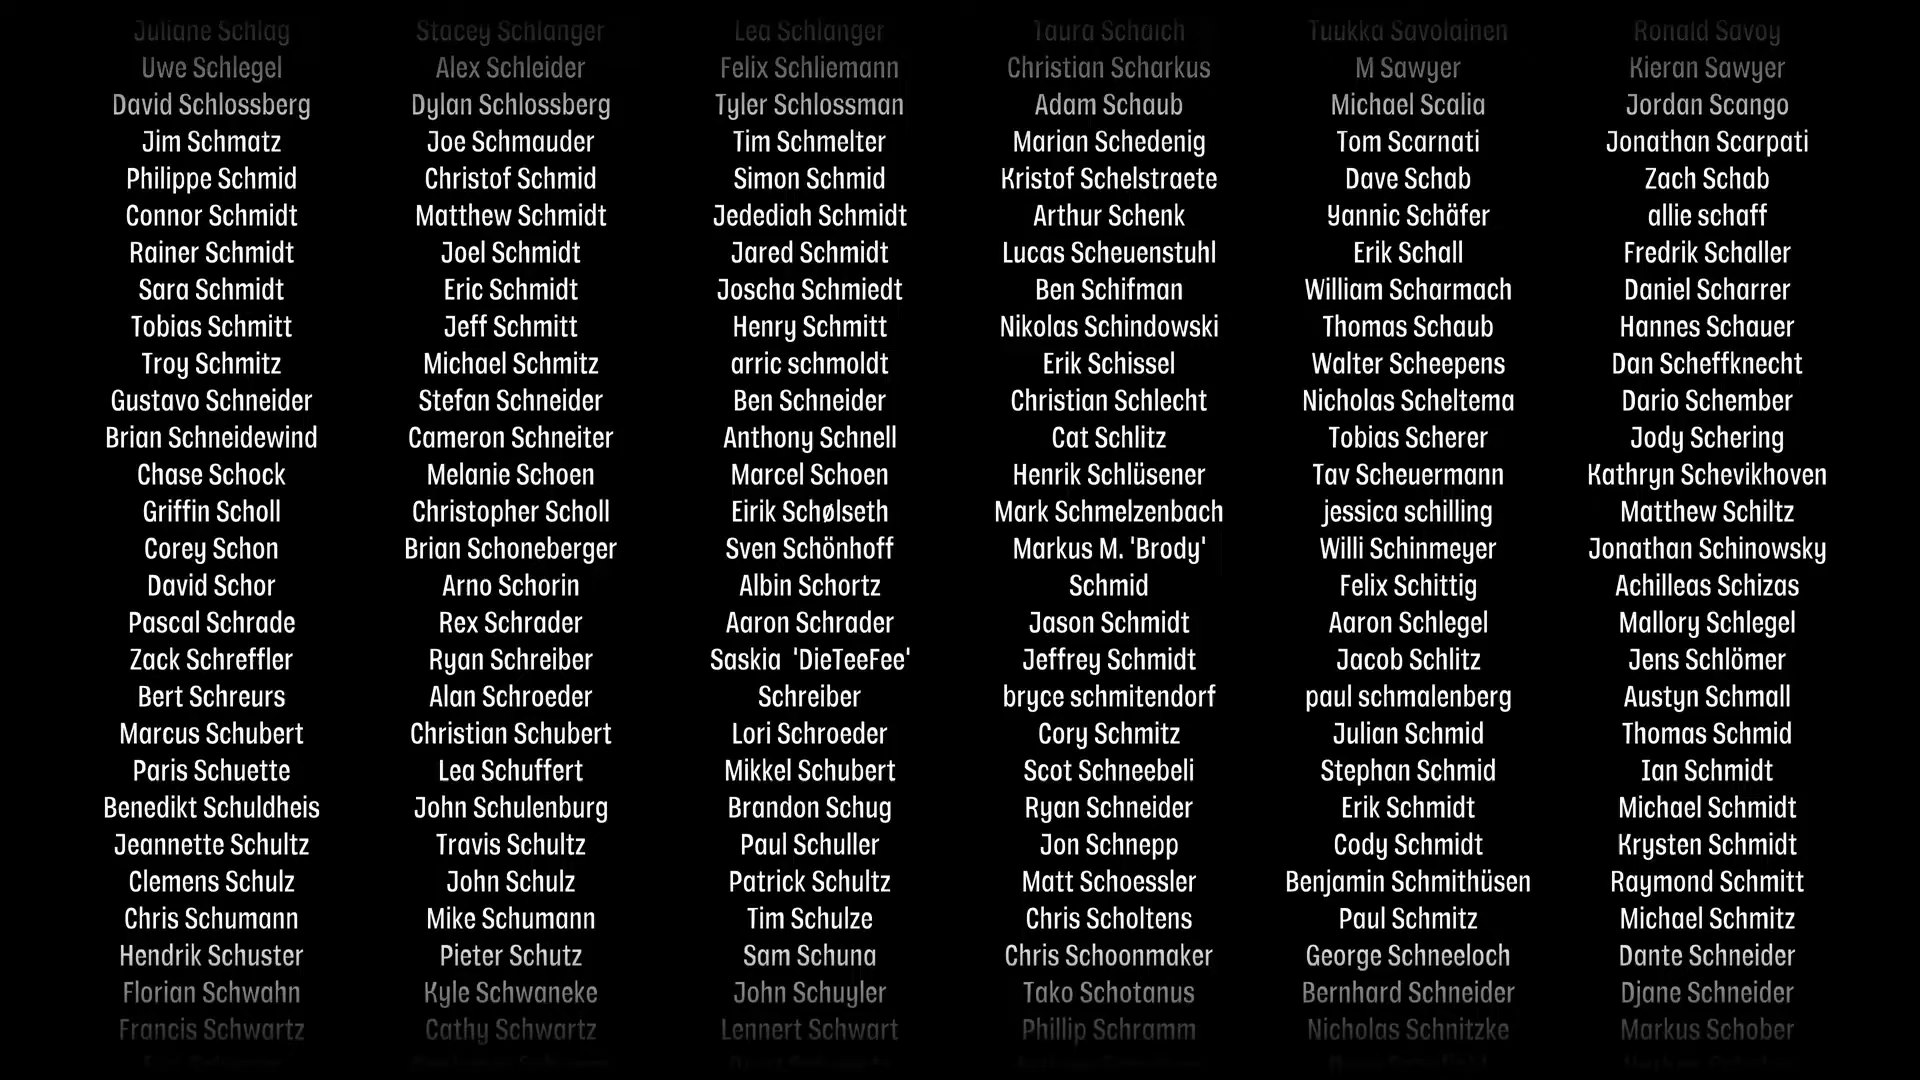 Juliane Schlag Stacey Schlanger Lea Schlanger Taura Schaich Tuukka Savolainen Ronald Savoy
Uwe Schlegel Alex Schleider Felix Schliemann Christian Scharkus M Sawyer Kieran Sawyer
David Schlossberg Dylan Schlossberg Tyler Schlossman Adam Schaub Michael Scalia Jordan Scango
Jim Schmatz Joe Schmauder Tim Schmelter Marian Schedenig Tom Scarnati Jonathan Scarpati
Philippe Schmid Christof Schmid Simon Schmid Kristof Schelstraete Dave Schab Zach Schab
Connor Schmidt Matthew Schmidt Jedediah Schmidt Arthur Schenk Yannic Schäfer allie schaff
Rainer Schmidt Joel Schmidt Jared Schmidt Lucas Scheuenstuhl Erik Schall Fredrik Schaller
Sara Schmidt Eric Schmidt Joscha Schmiedt Ben Schifman William Scharmach Daniel Scharrer
Tobias Schmitt Jeff Schmitt Henry Schmitt Nikolas Schindowski Thomas Schaub Hannes Schauer
Troy Schmitz Michael Schmitz arric schmoldt Erik Schissel Walter Scheepens Dan Scheffknecht
Gustavo Schneider Stefan Schneider Ben Schneider Christian Schlecht Nicholas Scheltema Dario Schember
Brian Schneidewind Cameron Schneiter Anthony Schnell Cat Schlitz Tobias Scherer Jody Schering
Chase Schock Melanie Schoen Marcel Schoen Henrik Schlüsener Tav Scheuermann Kathryn Schevikhoven
Griffin Scholl Christopher Scholl Eirik Schølseth Mark Schmelzenbach jessica schilling Matthew Schiltz
Corey Schon Brian Schoneberger Sven Schönhoff Markus M. 'Brody' Willi Schinmeyer Jonathan Schinowsky
David Schor Arno Schorin Albin Schortz Schmid Felix Schittig Achilleas Schizas
Pascal Schrade Rex Schrader Aaron Schrader Jason Schmidt Aaron Schlegel Mallory Schlegel
Zack Schreffler Ryan Schreiber Saskia 'DieTeeFee' Jeffrey Schmidt Jacob Schlitz Jens Schlömer
Bert Schreurs Alan Schroeder Schreiber bryce schmitendorf paul schmalenberg Austyn Schmall
Marcus Schubert Christian Schubert Lori Schroeder Cory Schmitz Julian Schmid Thomas Schmid
Paris Schuette Lea Schuffert Mikkel Schubert Scot Schneebeli Stephan Schmid Ian Schmidt
Benedikt Schuldheis John Schulenburg Brandon Schug Ryan Schneider Erik Schmidt Michael Schmidt
Jeannette Schultz Travis Schultz Paul Schuller Jon Schnepp Cody Schmidt Krysten Schmidt
Clemens Schulz John Schulz Patrick Schultz Matt Schoessler Benjamin Schmithüsen Raymond Schmitt
Chris Schumann Mike Schumann Tim Schulze Chris Scholtens Paul Schmitz Michael Schmitz
Hendrik Schuster Pieter Schutz Sam Schuna Chris Schoonmaker George Schneeloch Dante Schneider
Florian Schwahn Kyle Schwaneke John Schuyler Tako Schotanus Bernhard Schneider Djane Schneider
Francis Schwartz Cathy Schwartz Lennert Schwart Phillip Schramm Nicholas Schnitzke Markus Schober